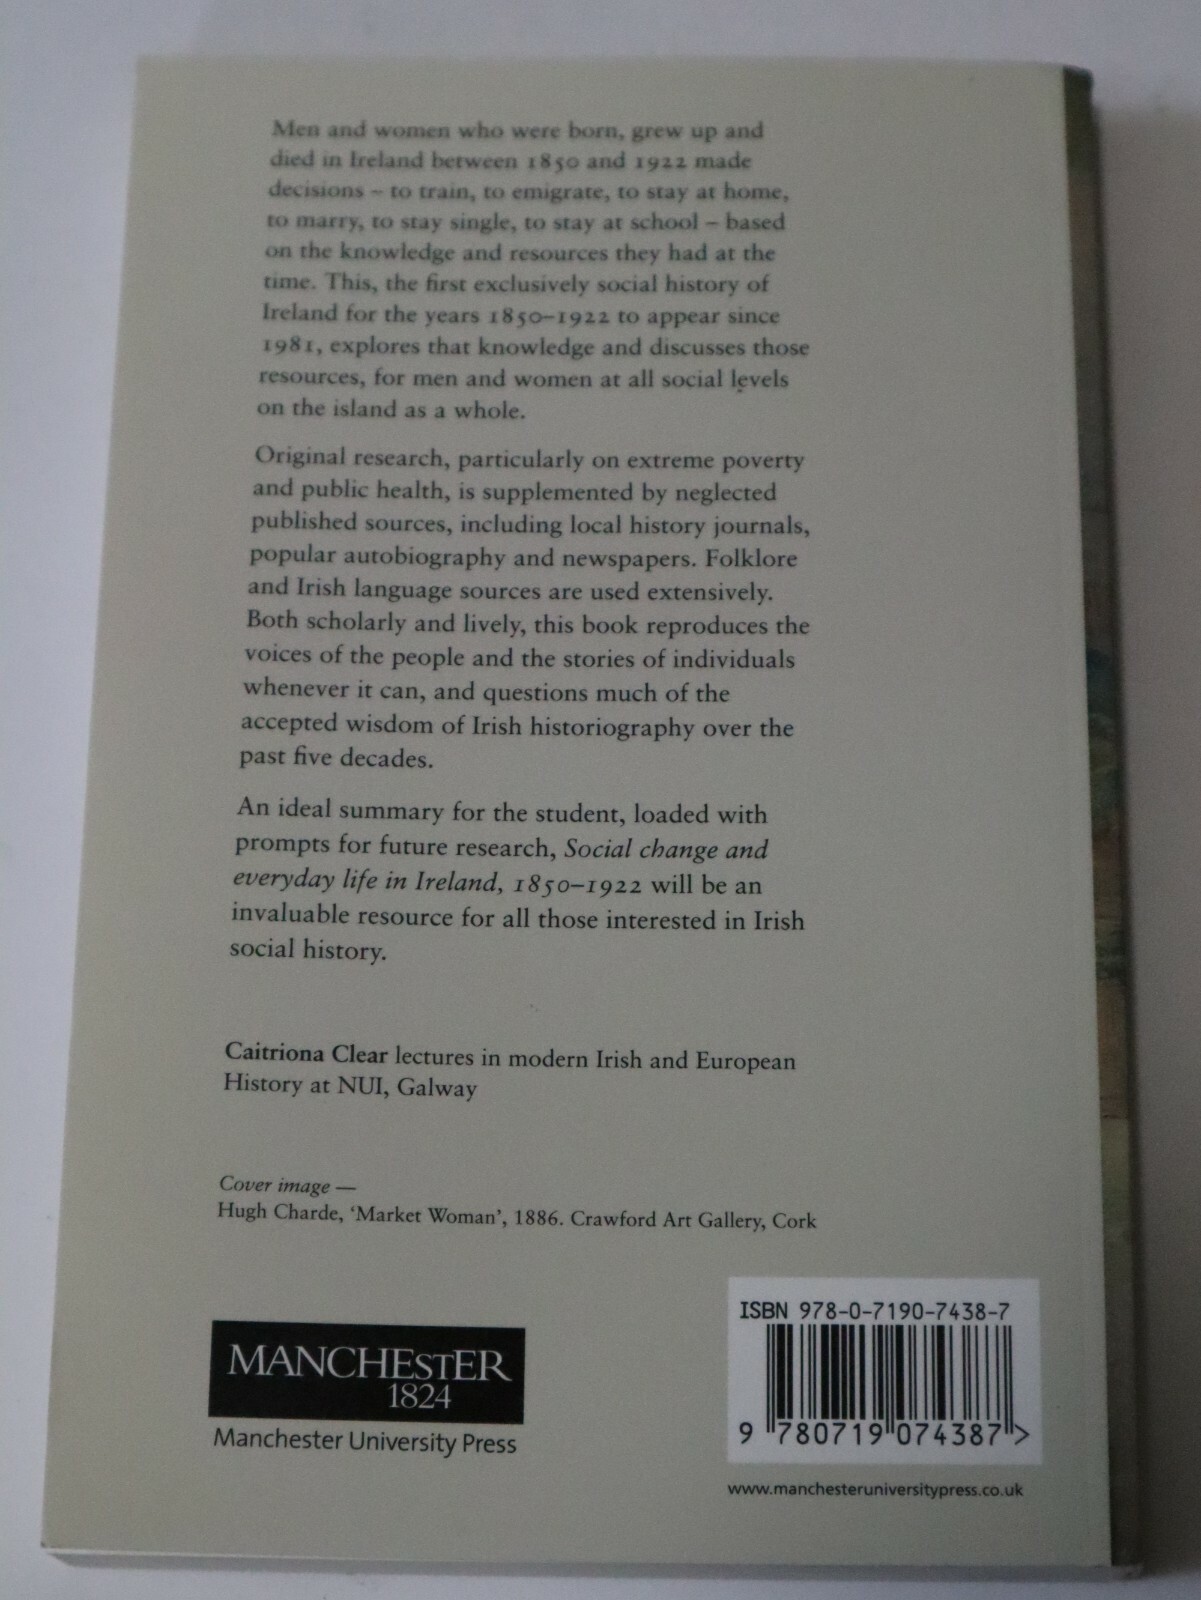 Men and women who were born, grew up and
died in Ireland between 1850 and 1922 made
decisions – to train, to emigrate, to stay at home,
to marry, to stay single, to stay at school – based
on the knowledge and resources they had at the
time. This, the first exclusively social history of
Ireland for the years 1850–1922 to appear since
1981, explores that knowledge and discusses those
resources, for men and women at all social levels
on the island as a whole.
Original research, particularly on extreme poverty
and public health, is supplemented by neglected
published sources, including local history journals,
popular autobiography and newspapers. Folklore
and Irish language sources are used extensively.
Both scholarly and lively, this book reproduces the
voices of the people and the stories of individuals
whenever it can, and questions much of the
accepted wisdom of Irish historiography over the
past five decades.
An ideal summary for the student, loaded with
prompts for future research, Social change and
everyday life in Ireland, 1850–1922 will be an
invaluable resource for all those interested in Irish
social history.
Caitriona Clear lectures in modern Irish and European
History at NUI, Galway
Cover image —
Hugh Charde, ‘Market Woman’, 1886. Crawford Art Gallery, Cork
MANCHESTER
1824
Manchester University Press
ISBN 978-0-7190-7438-7
9 780719 074387 >
www.manchesteruniversitypress.co.uk